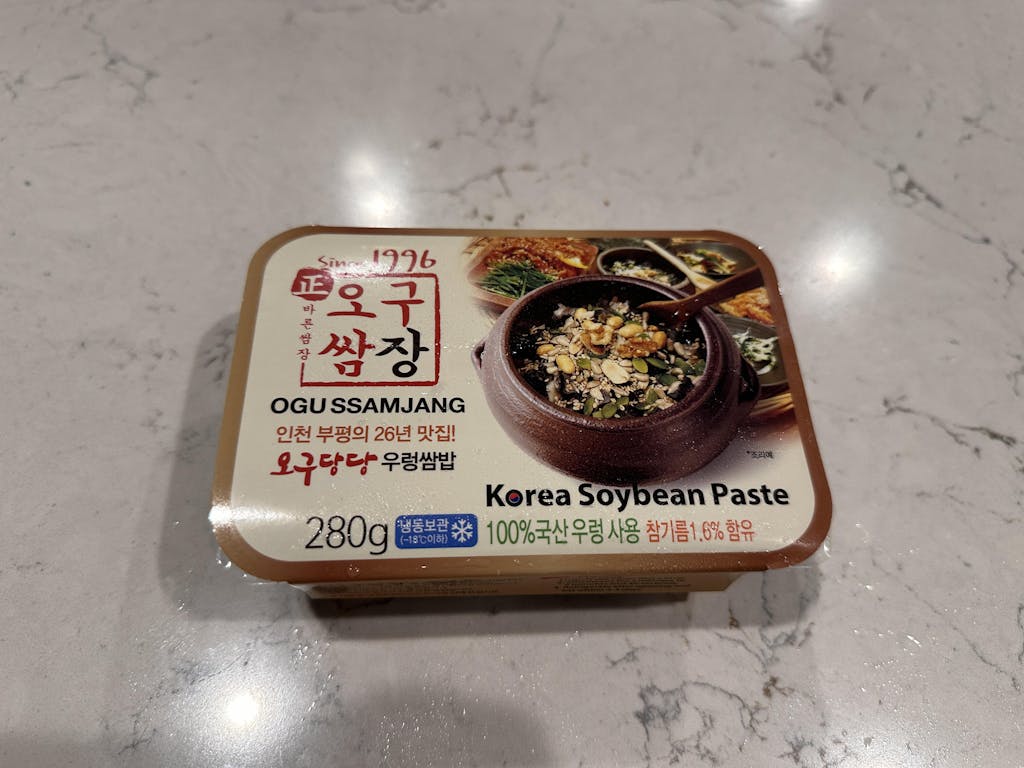 Since 1996
正
바른쌈장
오구
쌈장
OGU SSAMJANG
인천 부평의 26년 맛집!
오구당당 우렁쌈밥
280g
냉동보관
(-18℃이하)
*조리예
Korea Soybean Paste
100%국산 우렁 사용 참기름1.6% 함유